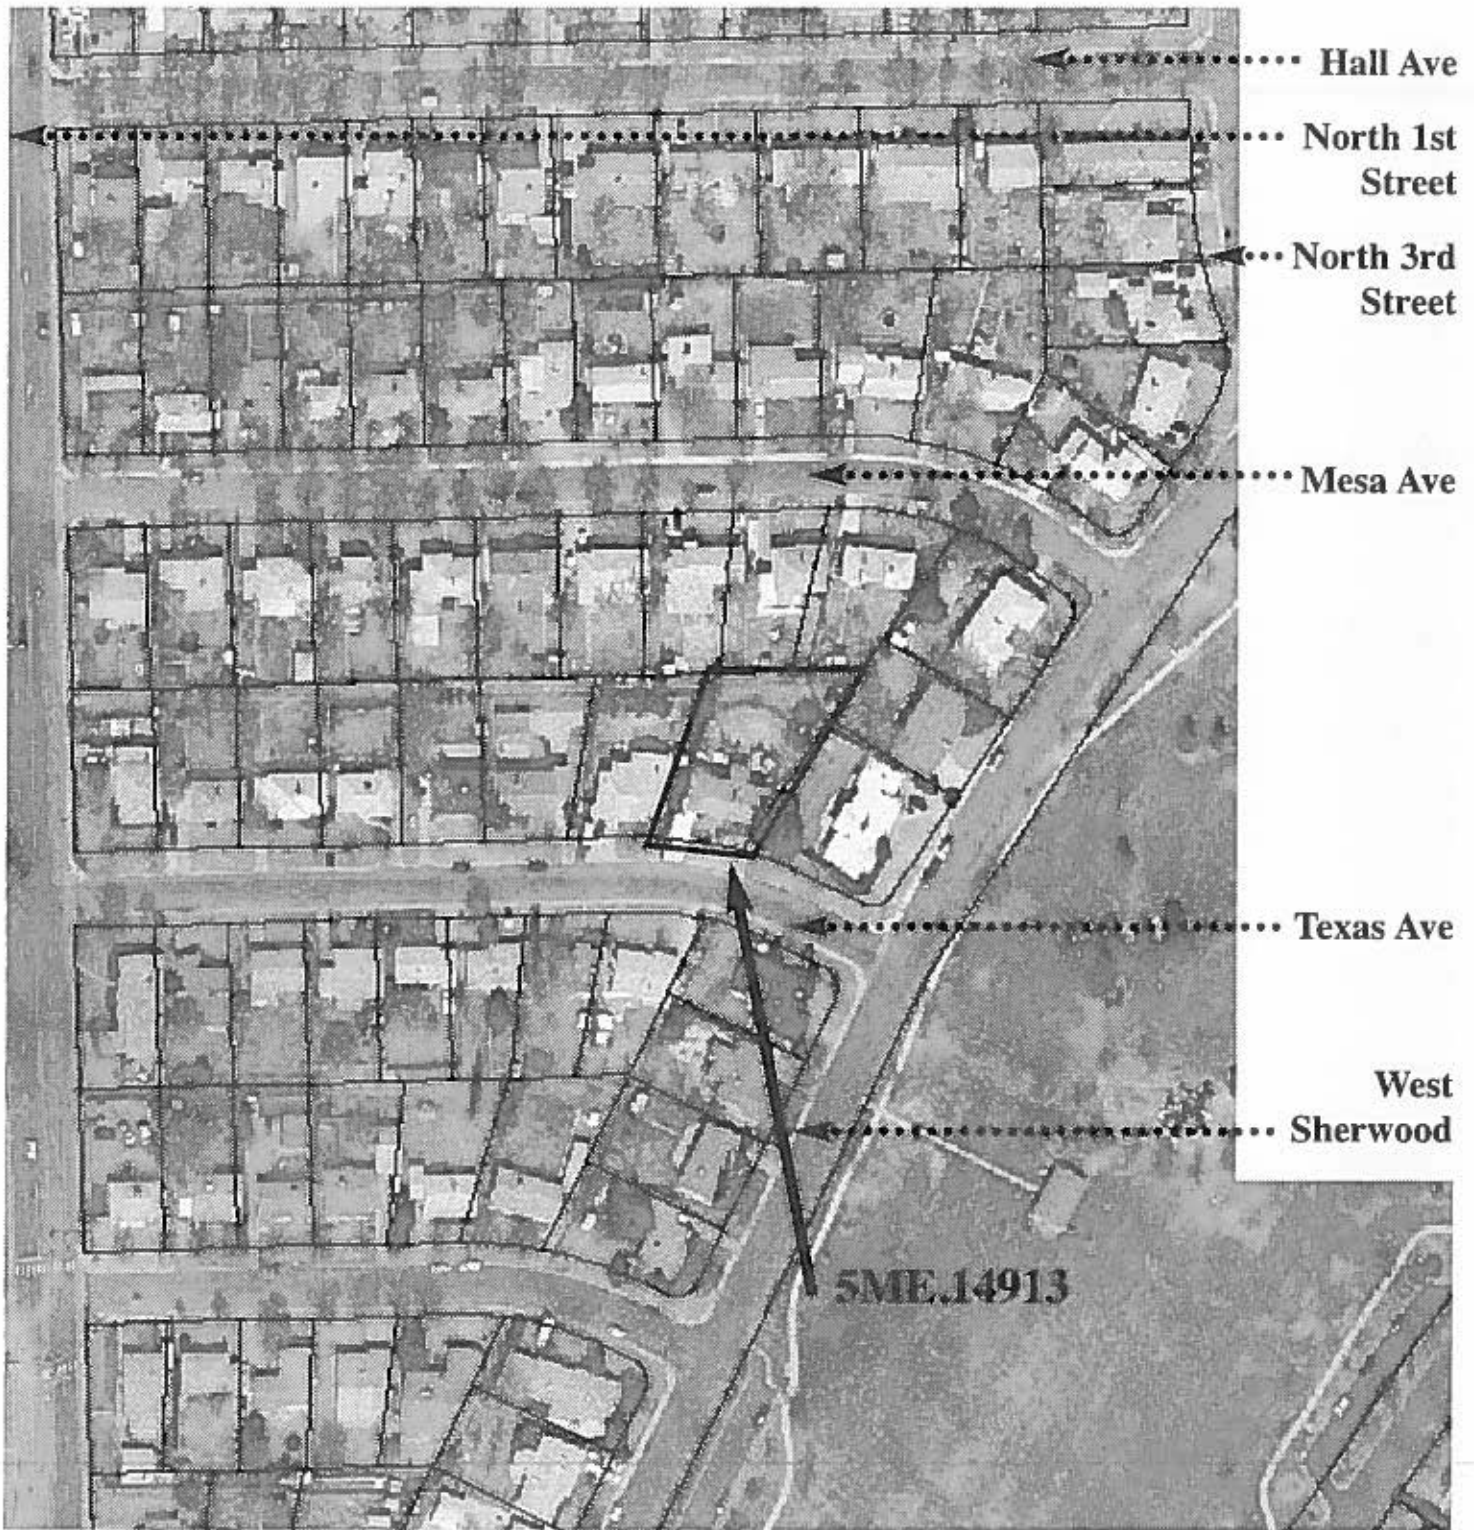 Hall Ave
North 1st
Street
North 3rd
Street
Mesa Ave
Texas Ave
West
Sherwood
5ME.14913